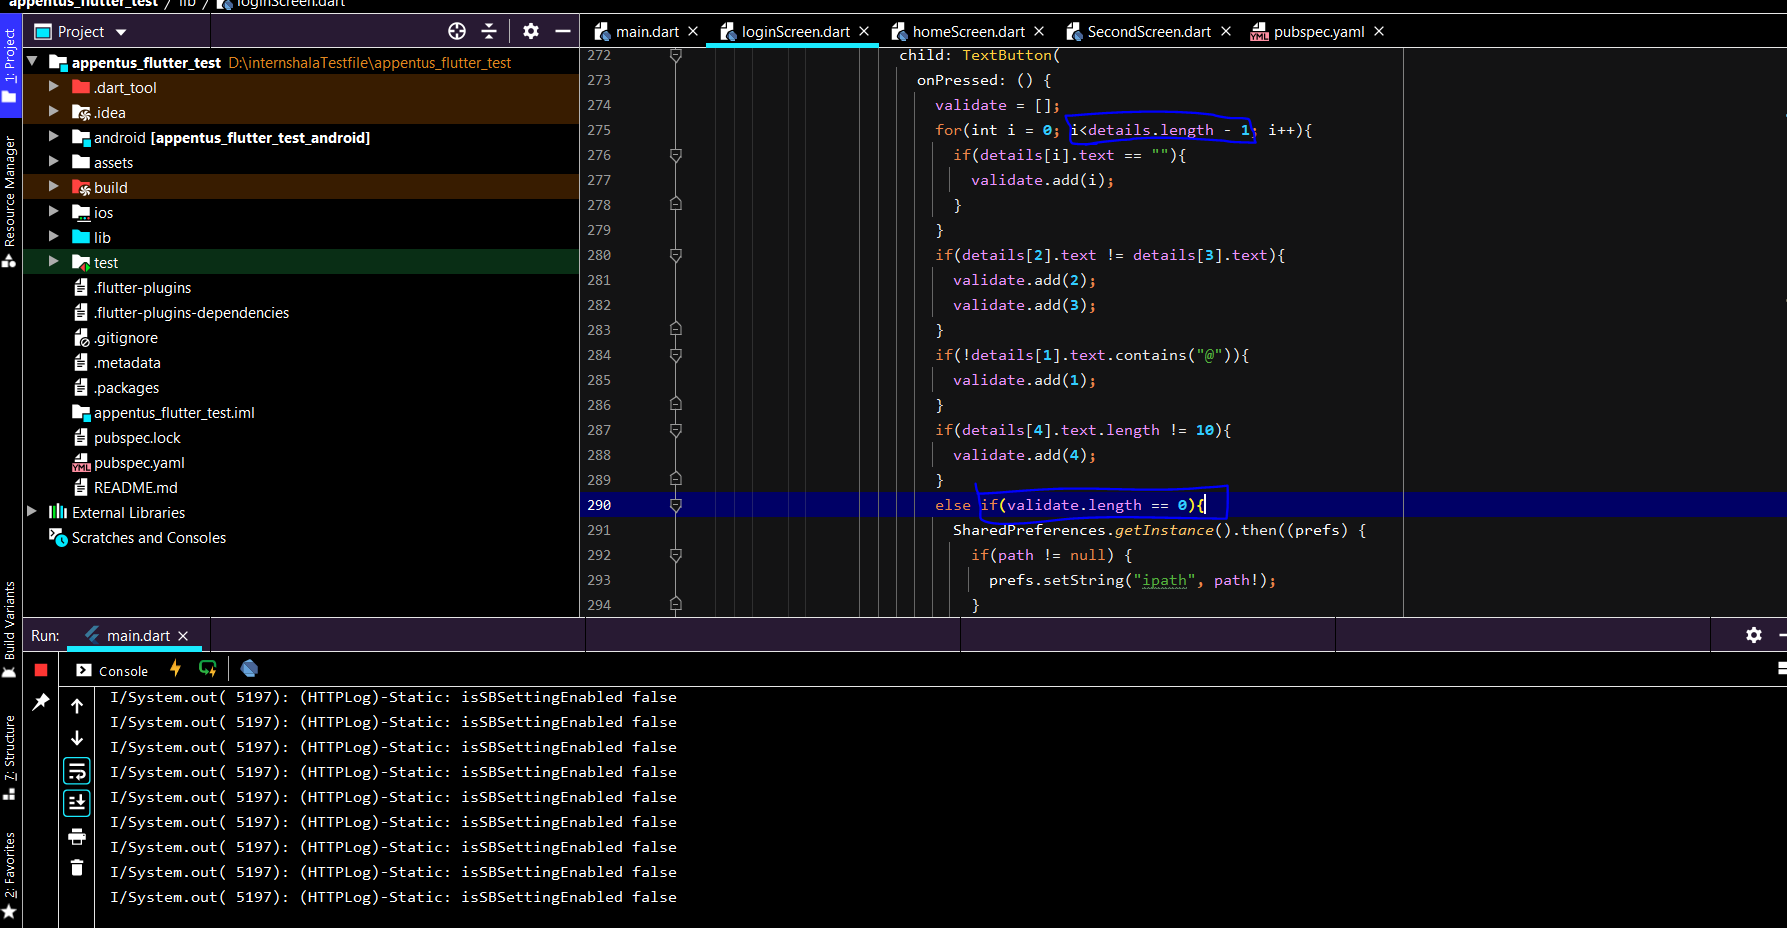 appentus_flutter_test / lib / loginScreen.dart
1: Project
Resource Manager
Build Variants
7: Structure
2: Favorites
Project
appentus_flutter_test D:\internshalaTestfile\appentus_flutter_test
.dart_tool
.idea
android [appentus_flutter_test_android]
assets
build
ios
lib
test
.flutter-plugins
.flutter-plugins-dependencies
.gitignore
.metadata
.packages
appentus_flutter_test.iml
pubspec.lock
YML pubspec.yaml
README.md
External Libraries
Scratches and Consoles
main.dart loginScreen.dart homeScreen.dart SecondScreen.dart YML pubspec.yaml
272 child: TextButton(
273 onPressed: () {
274 validate = [];
275 for(int i = 0; i<details.length - 1; i++){
276 if(details[i].text == ""){
277 validate.add(i);
278 }
279 }
280 if(details[2].text != details[3].text){
281 validate.add(2);
282 validate.add(3);
283 }
284 if(!details[1].text.contains("@")){
285 validate.add(1);
286 }
287 if(details[4].text.length != 10){
288 validate.add(4);
289 }
290 else if(validate.length == 0){
291 SharedPreferences.getInstance().then((prefs) {
292 if(path != null) {
293 prefs.setString("ipath", path!);
294 }
Run: main.dart
Console
I/System.out( 5197): (HTTPLog)-Static: isSBSettingEnabled false
I/System.out( 5197): (HTTPLog)-Static: isSBSettingEnabled false
I/System.out( 5197): (HTTPLog)-Static: isSBSettingEnabled false
I/System.out( 5197): (HTTPLog)-Static: isSBSettingEnabled false
I/System.out( 5197): (HTTPLog)-Static: isSBSettingEnabled false
I/System.out( 5197): (HTTPLog)-Static: isSBSettingEnabled false
I/System.out( 5197): (HTTPLog)-Static: isSBSettingEnabled false
I/System.out( 5197): (HTTPLog)-Static: isSBSettingEnabled false
I/System.out( 5197): (HTTPLog)-Static: isSBSettingEnabled false